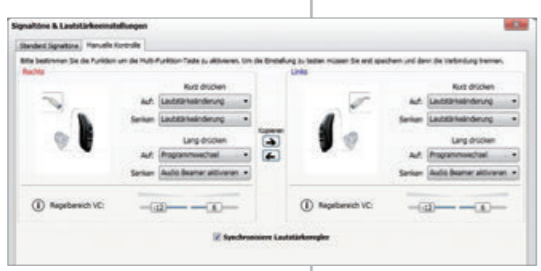 Signaltöne & Lautstärkeeinstellungen
Standard Signaltöne Manuelle Kontrolle
Bitte bestimmen Sie die Funktion um die Multi-Funktion-Taste zu aktivieren. Um die Einstellung zu testen müssen Sie erst speichern und dann die Verbindung trennen.
Rechts
Kurz drücken
Auf: Lautstärkeänderung
Senken: Lautstärkeänderung
Lang drücken
Auf: Programmwechsel
Senken: Audio Beamer aktivieren
Regelbereich VC: -12 6
Kopieren
Links
Kurz drücken
Auf: Lautstärkeänderung
Senken: Lautstärkeänderung
Lang drücken
Auf: Programmwechsel
Senken: Audio Beamer aktivieren
Regelbereich VC: -12 6
Synchronisiere Lautstärkeregler